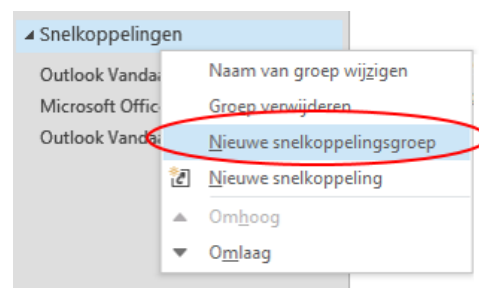 Snelkoppelingen
Outlook Vandaa
Microsoft Offic
Outlook Vanda
Naam van groep wijzigen
Groep verwijderen
Nieuwe snelkoppelingsgroep
Nieuwe snelkoppeling
Omhoog
Omlaag